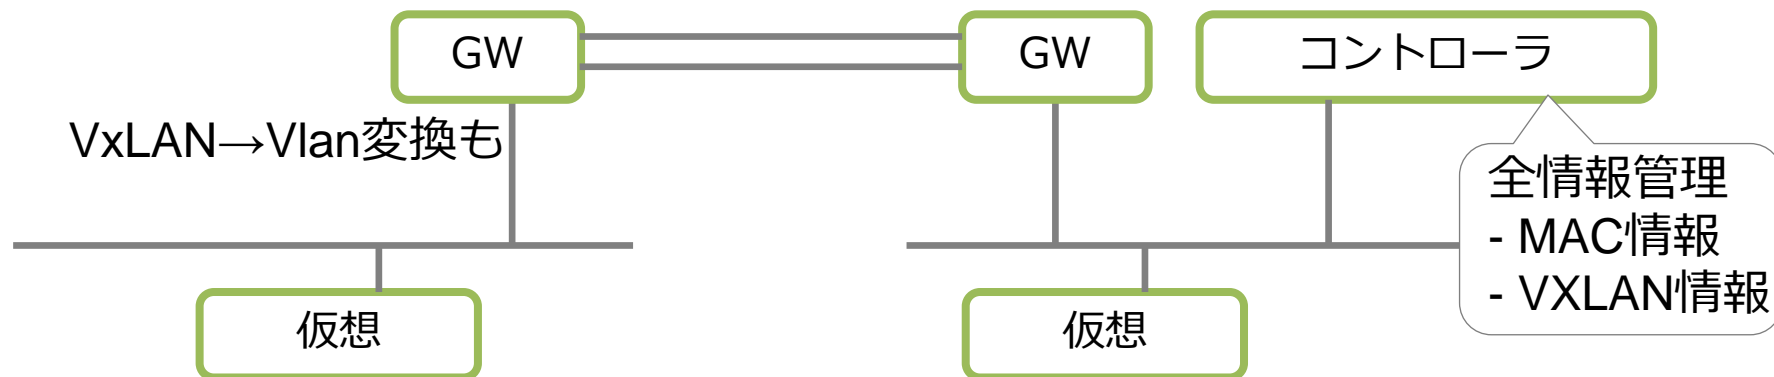 GW
GW
コントローラ
VxLAN→Vlan変換も
全情報管理
- MAC情報
- VXLAN情報
仮想
仮想